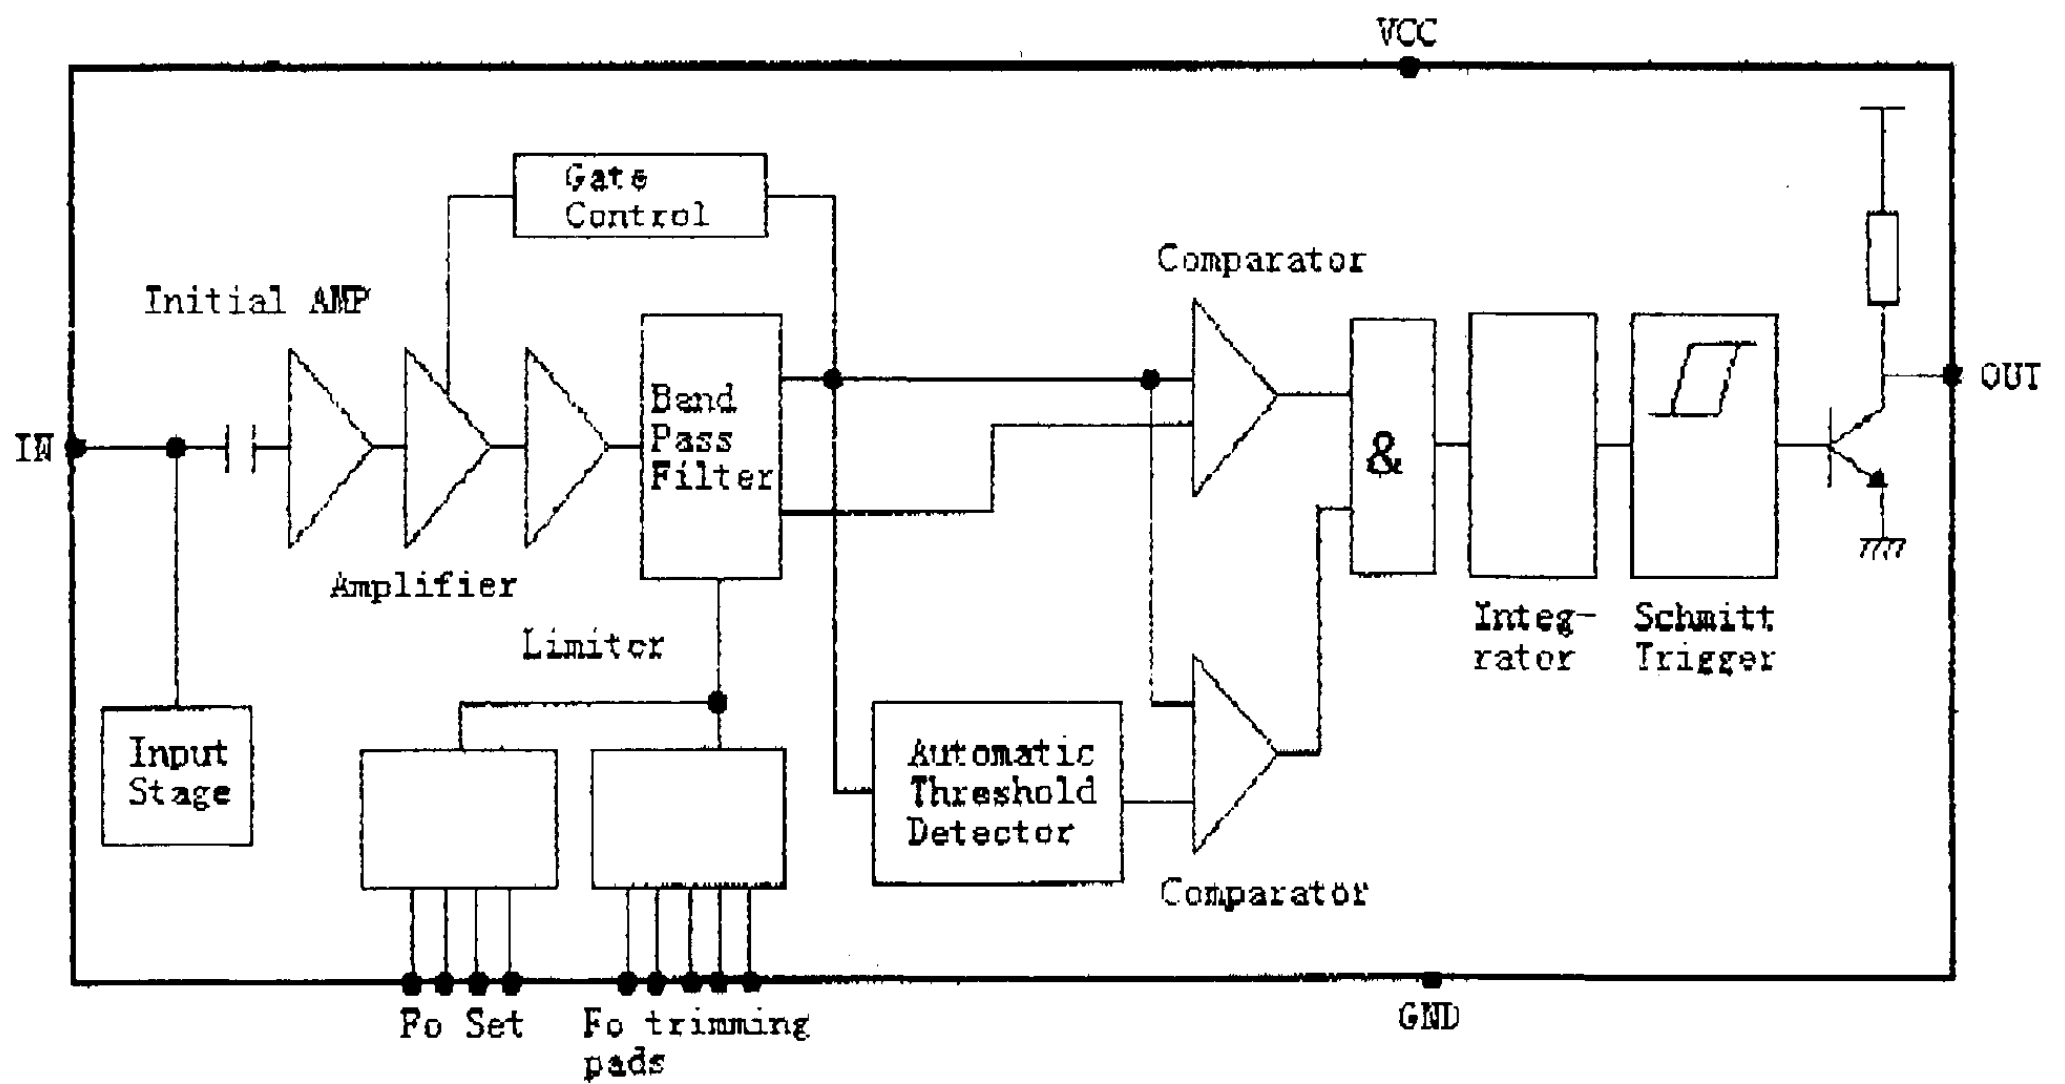 VCC
Gate
Control
Comparator
Initial AMP
Band
Pass
Filter
OUT
IN
&
Amplifier
Limiter
Integ-
rator
Schmitt
Trigger
Input
Stage
Automatic
Threshold
Detector
Comparator
Fo Set
Fo trimming
pads
GND